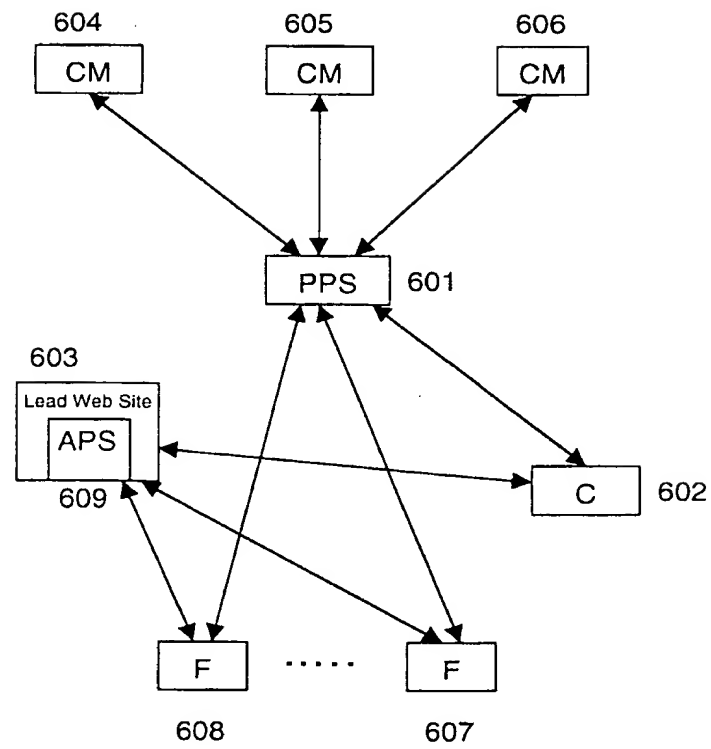 604 605 606
CM CM CM
PPS 601
603
Lead Web Site
APS
609
C 602
F ..... F
608 607